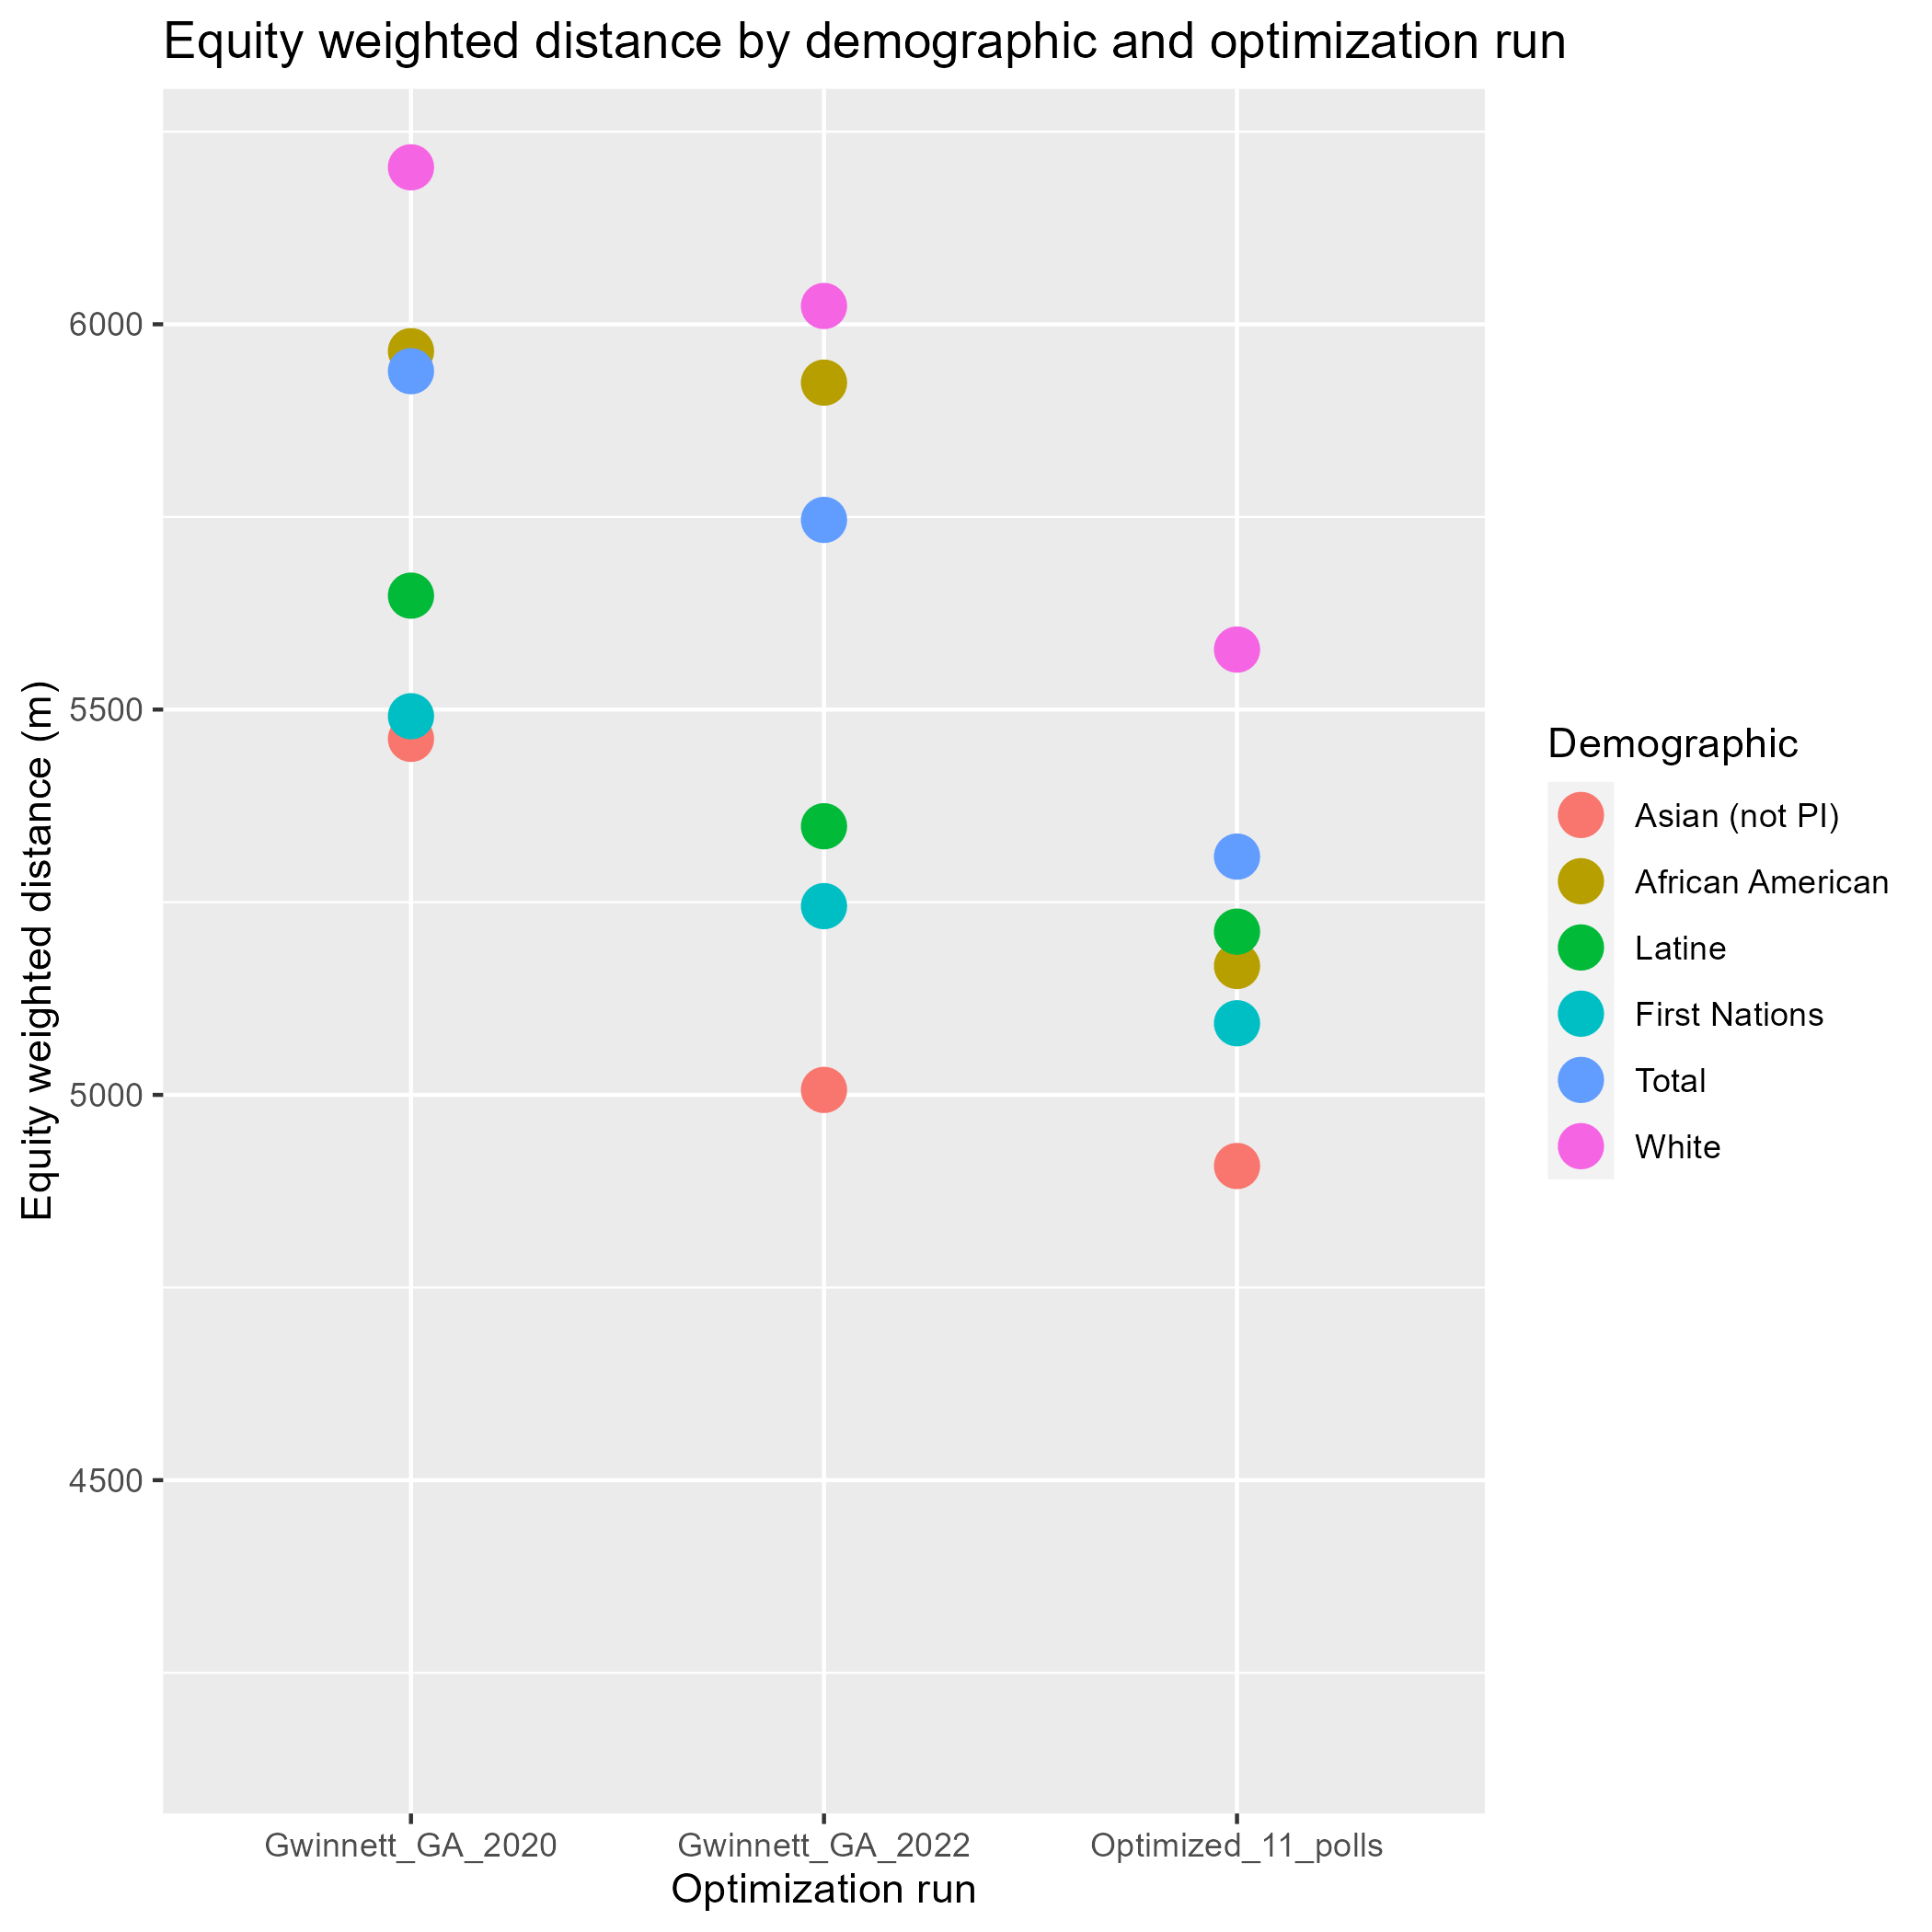 Equity weighted distance by demographic and optimization run
Equity weighted distance (m)
6000
5500
5000
4500
Gwinnett_GA_2020
Gwinnett_GA_2022
Optimized_11_polls
Optimization run
Demographic
Asian (not PI)
African American
Latine
First Nations
Total
White